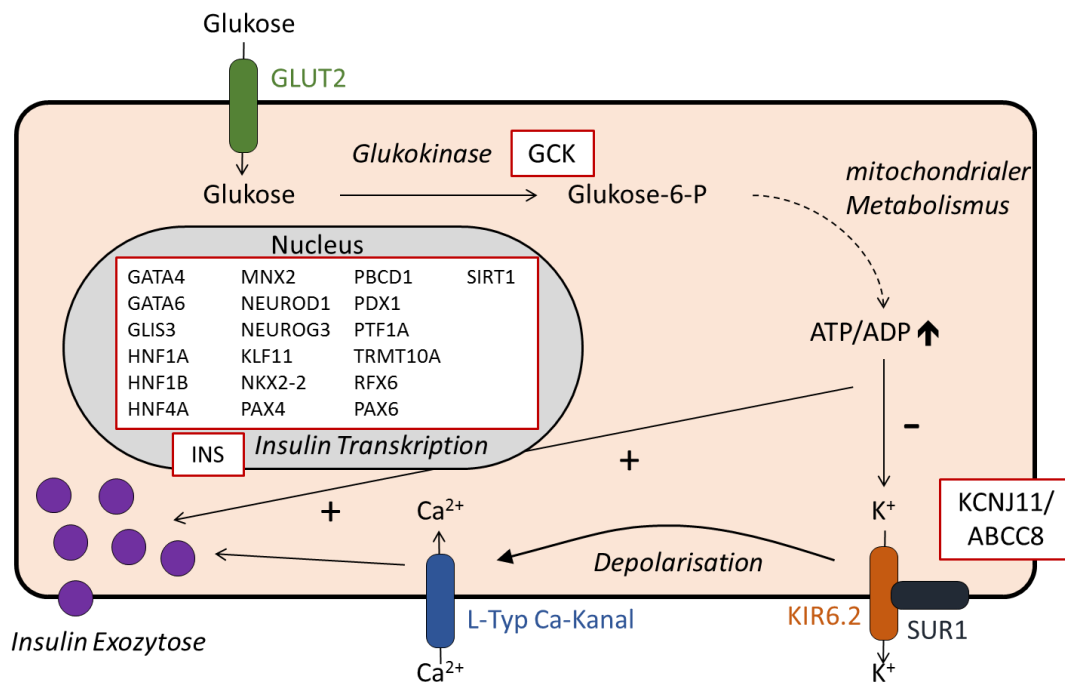 Glukose
GLUT2
Glukokinase
GCK
Glukose
Glukose-6-P
mitochondrialer
Metabolismus
Nucleus
GATA4 MNX2 PBCD1 SIRT1
GATA6 NEUROD1 PDX1
GLIS3 NEUROG3 PTF1A
HNF1A KLF11 TRMT10A
HNF1B NKX2-2 RFX6
HNF4A PAX4 PAX6
ATP/ADP
-
INS
Insulin Transkription
+
+
Ca2+
K+
KCNJ11/
ABCC8
Depolarisation
L-Typ Ca-Kanal
KIR6.2
SUR1
Insulin Exozytose
Ca2+
K+